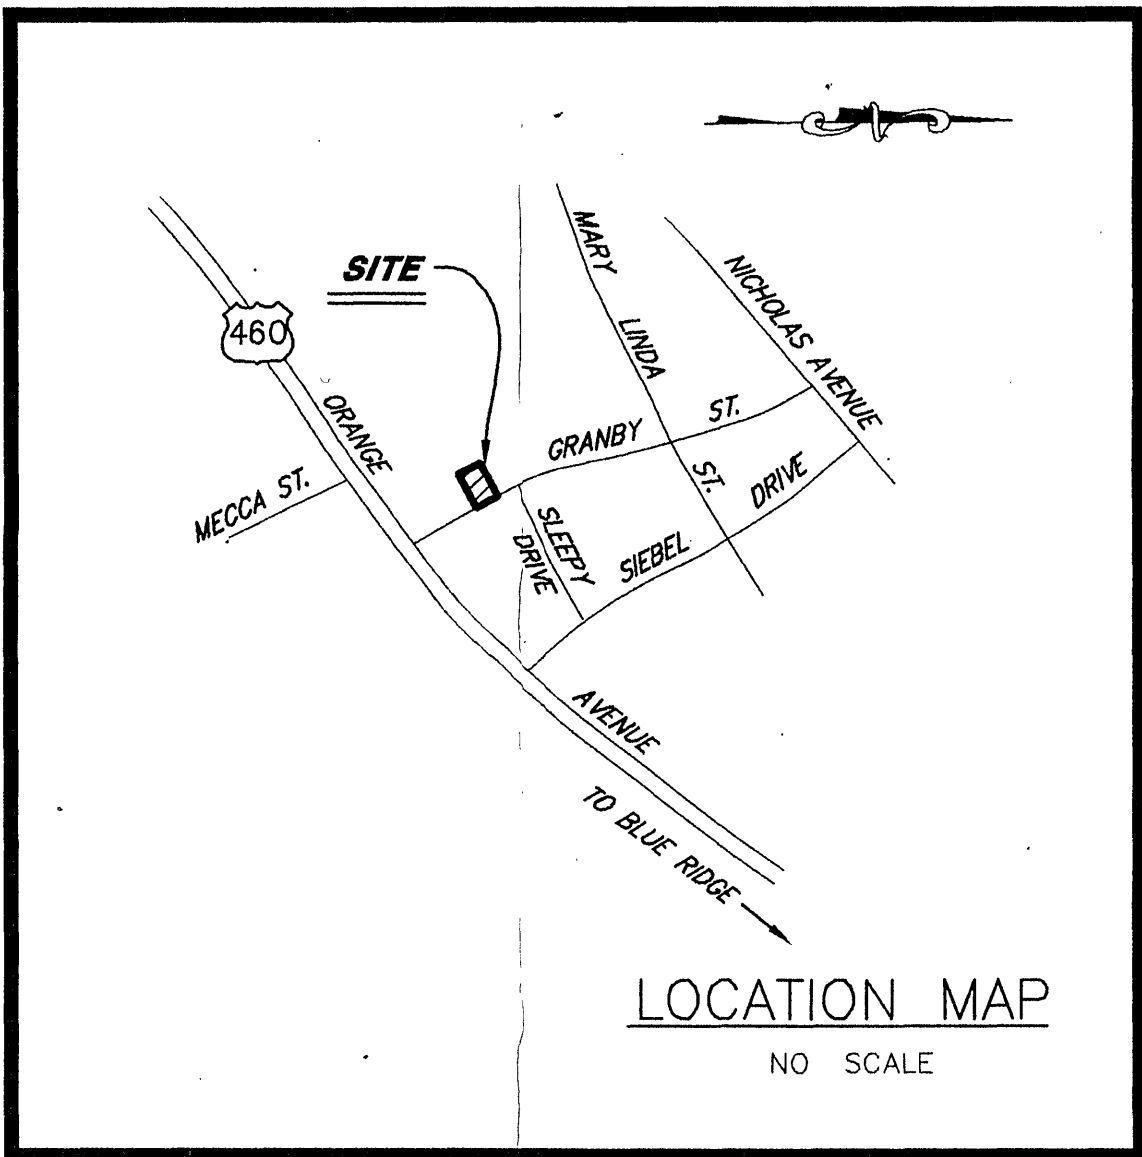 SITE
460
ORANGE
AVENUE
MECCA ST.
MARY
LINDA
ST.
NICHOLAS AVENUE
GRANBY
ST.
SLEEPY
DRIVE
SIEBEL
DRIVE
TO BLUE RIDGE
LOCATION MAP
NO SCALE